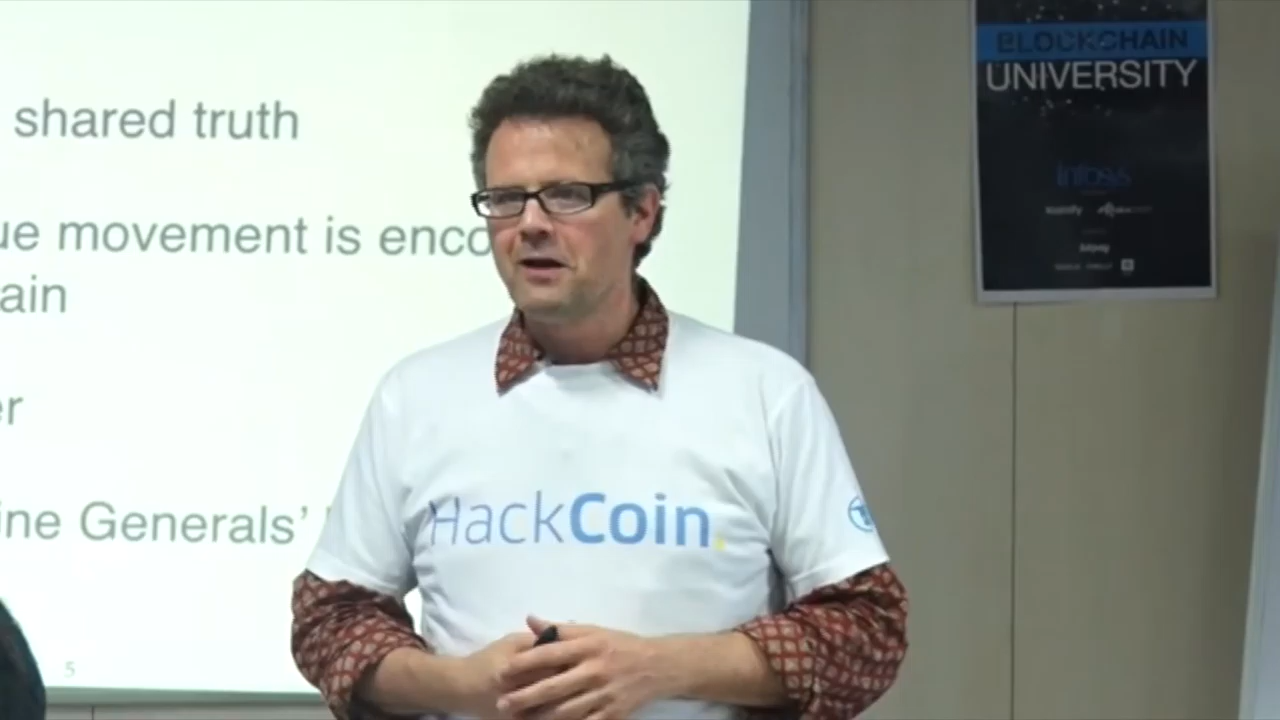 shared truth
ue movement is enco
ain
er
ine Generals'
5
HackCoin.
BLOCKCHAIN
UNIVERSITY